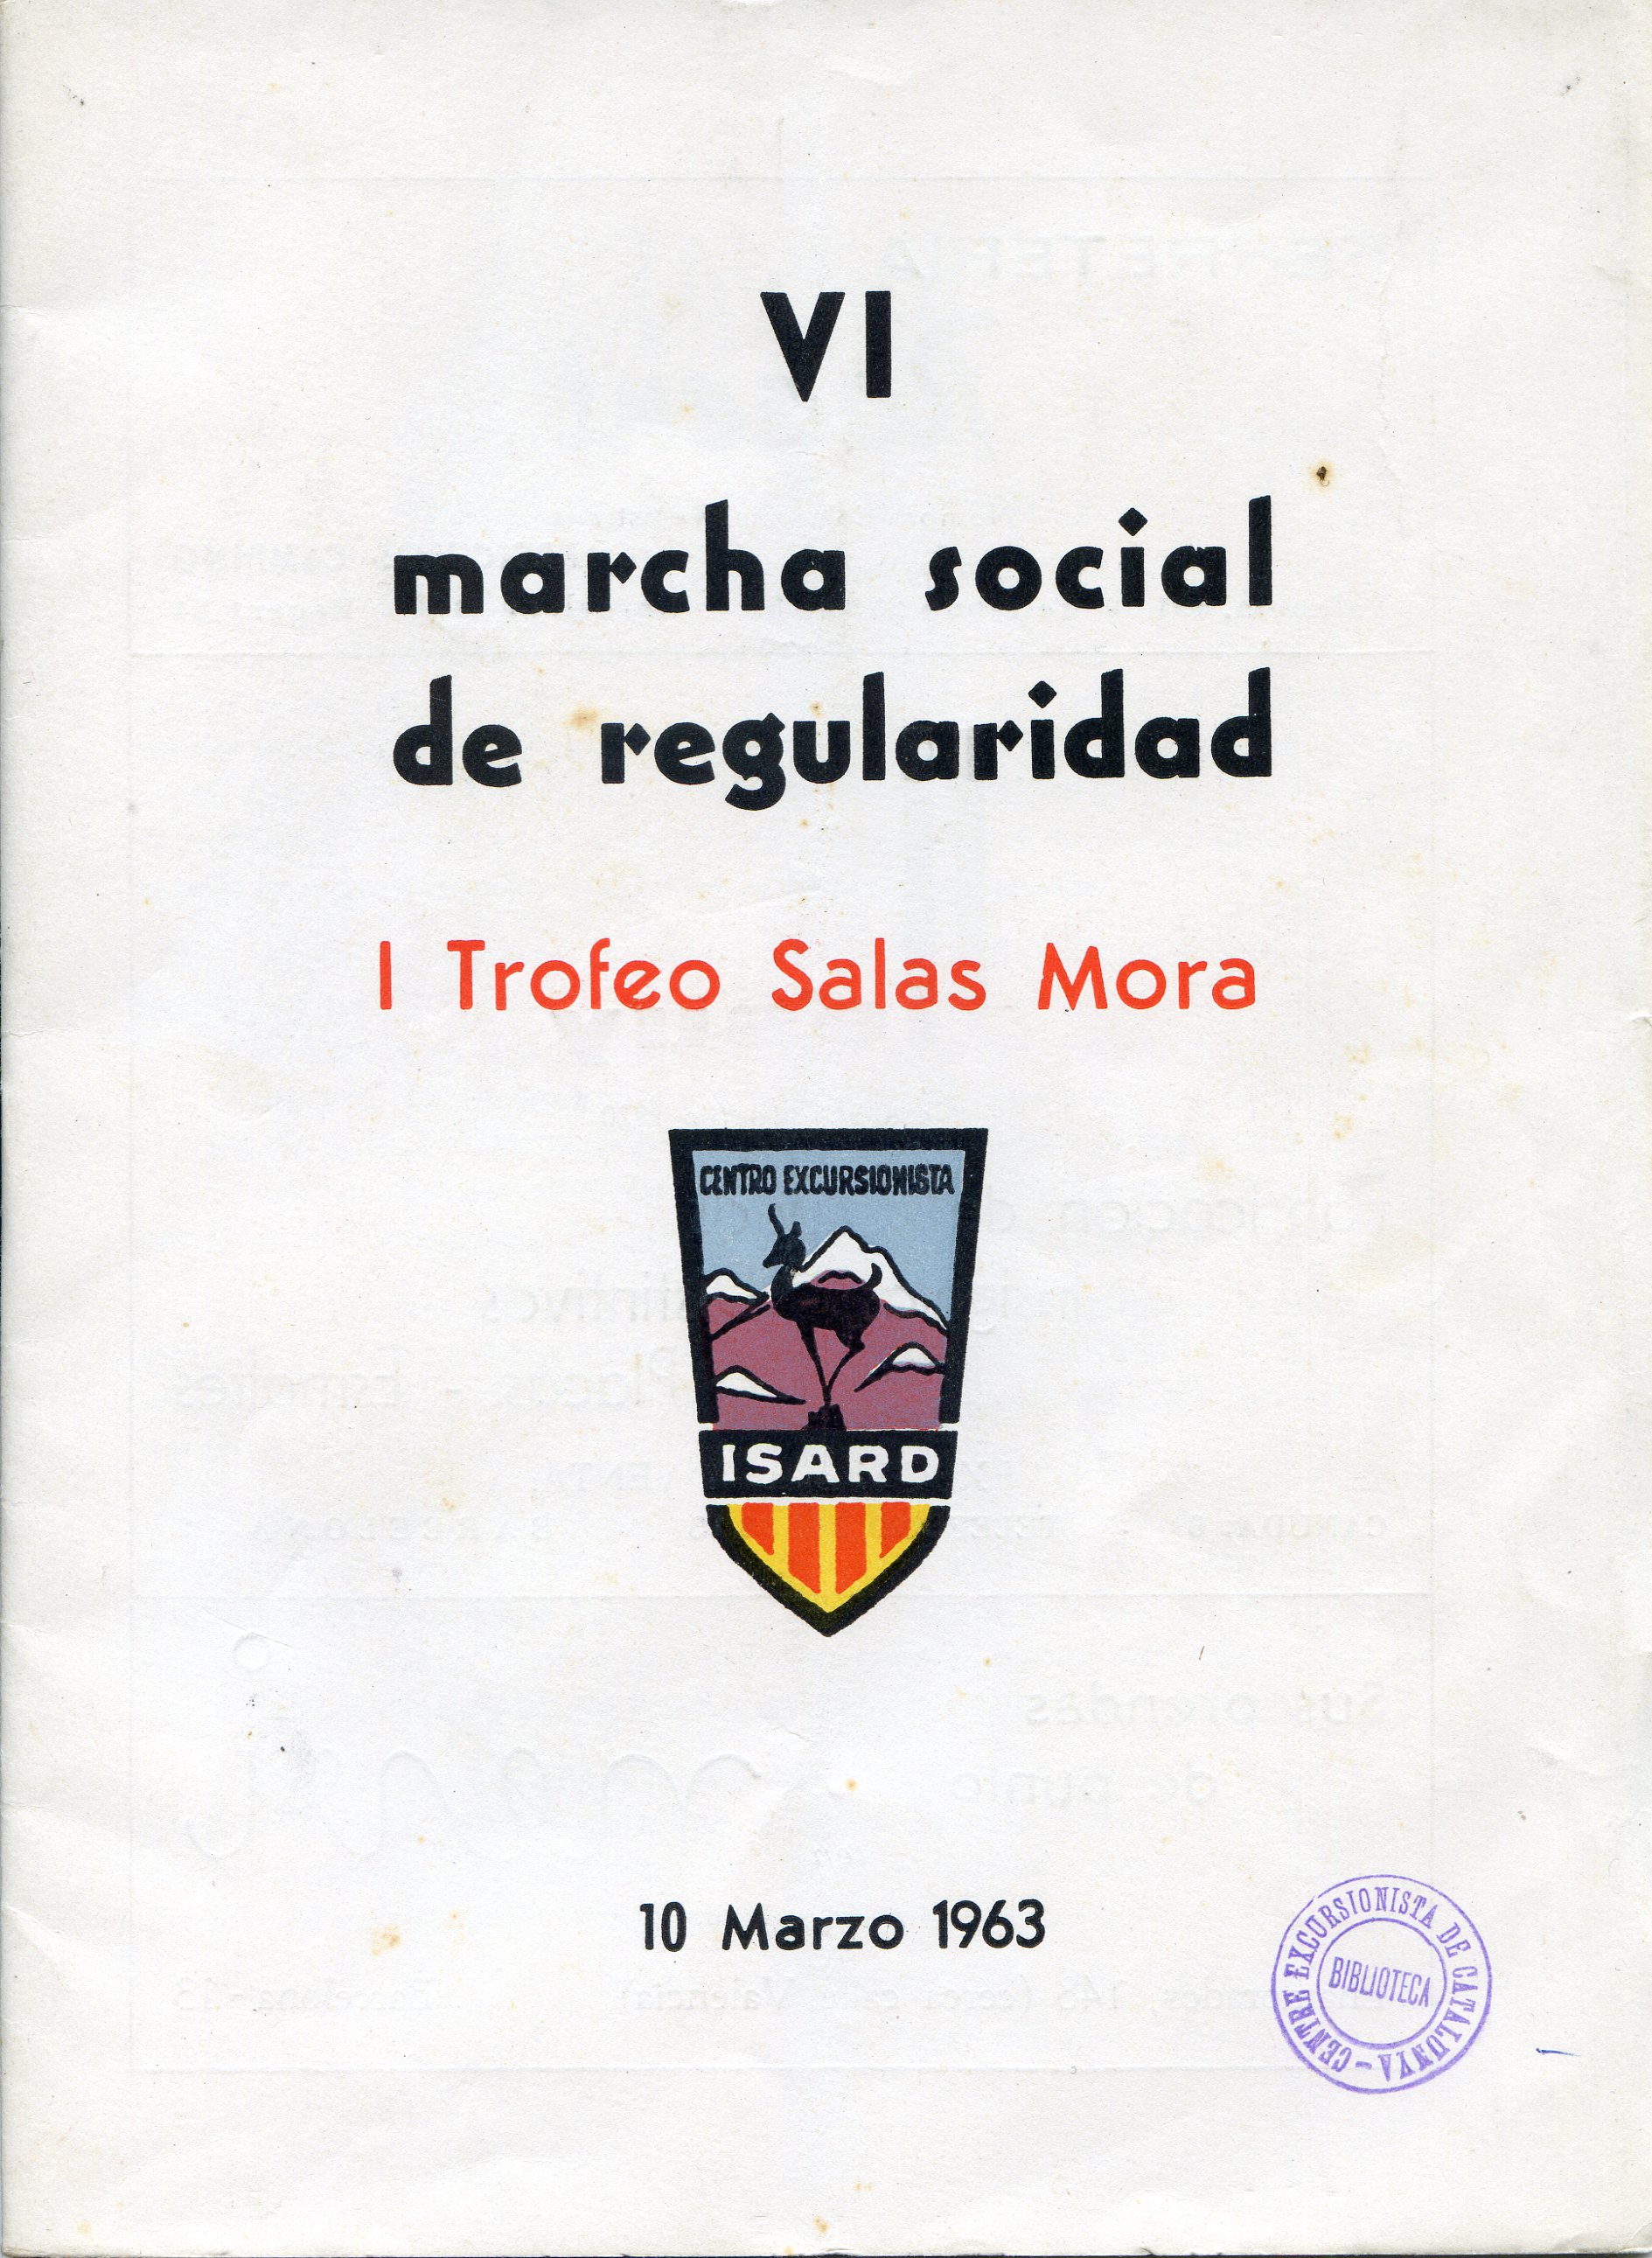 VI
marcha social
de regularidad
I Trofeo Salas Mora
CENTRO EXCURSIONISTA
ISARD
10 Marzo 1963
CENTRE EXCURSIONISTA DE CATALUNYA -
BIBLIOTECA